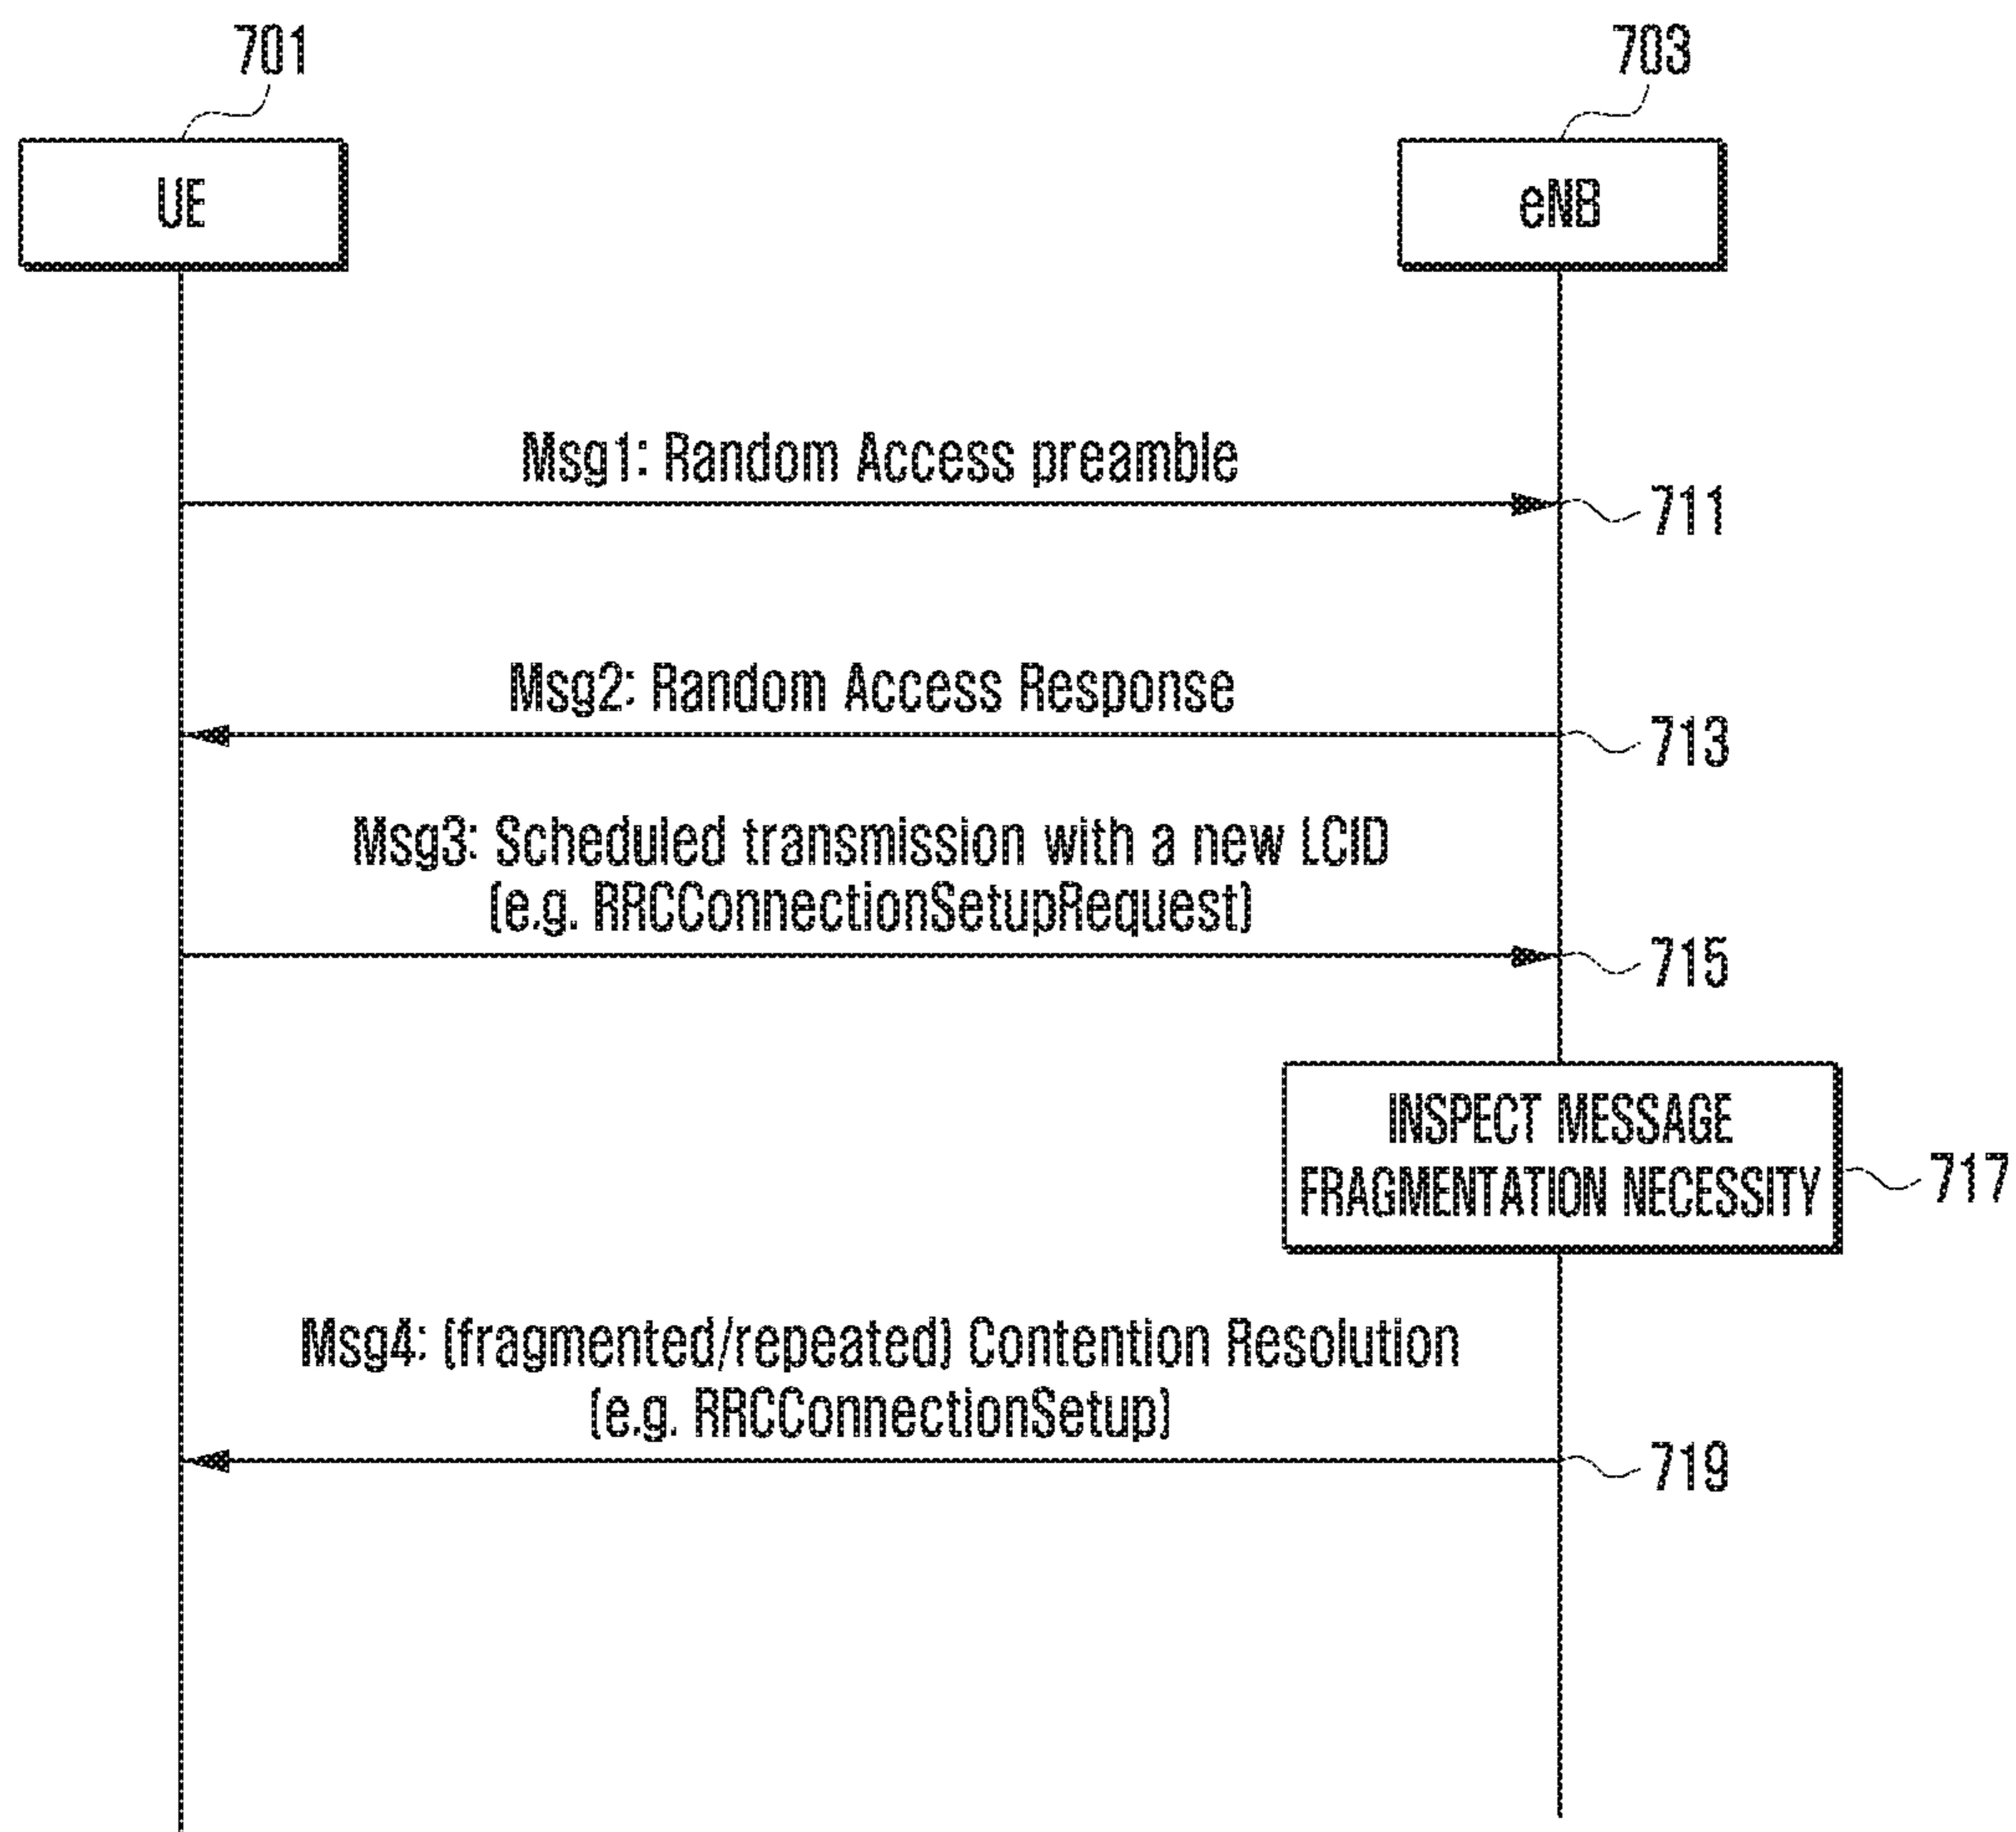 701
703
UE
eNB
Msg1: Random Access preamble
711
Msg2: Random Access Response
713
Msg3: Scheduled transmission with a new LCID
(e.g. RRCConnectionSetupRequest)
715
INSPECT MESSAGE
FRAGMENTATION NECESSITY
717
Msg4: (fragmented/repeated) Contention Resolution
(e.g. RRCConnectionSetup)
719